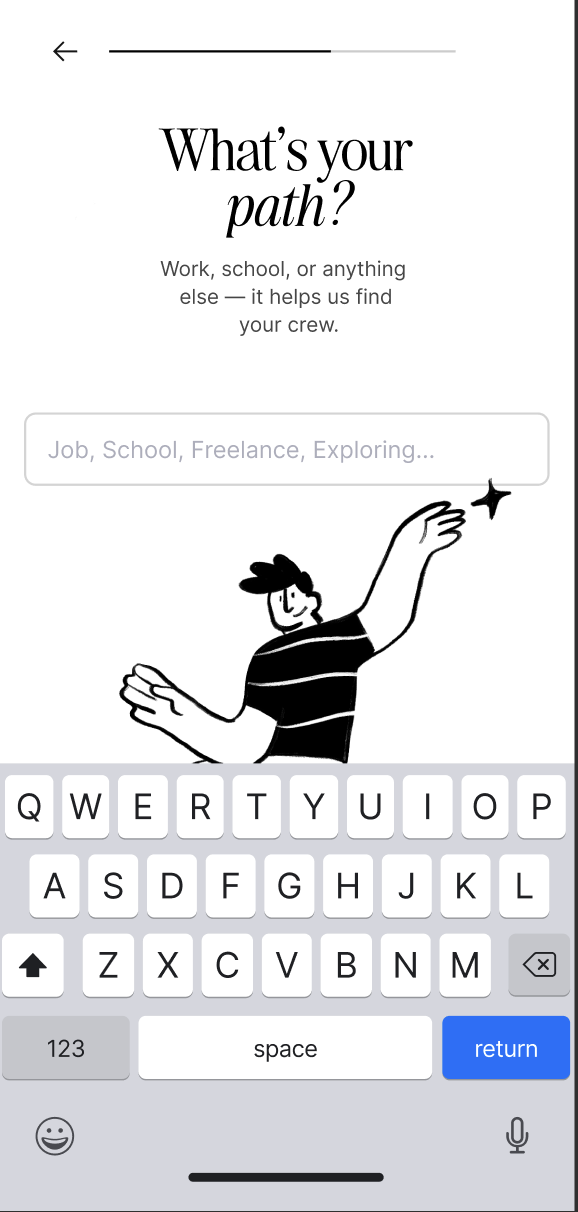 What’s your
path?
Work, school, or anything
else — it helps us find
your crew.
Job, School, Freelance, Exploring...
Q W E R T Y U I O P
A S D F G H J K L
Z X C V B N M
123 space return